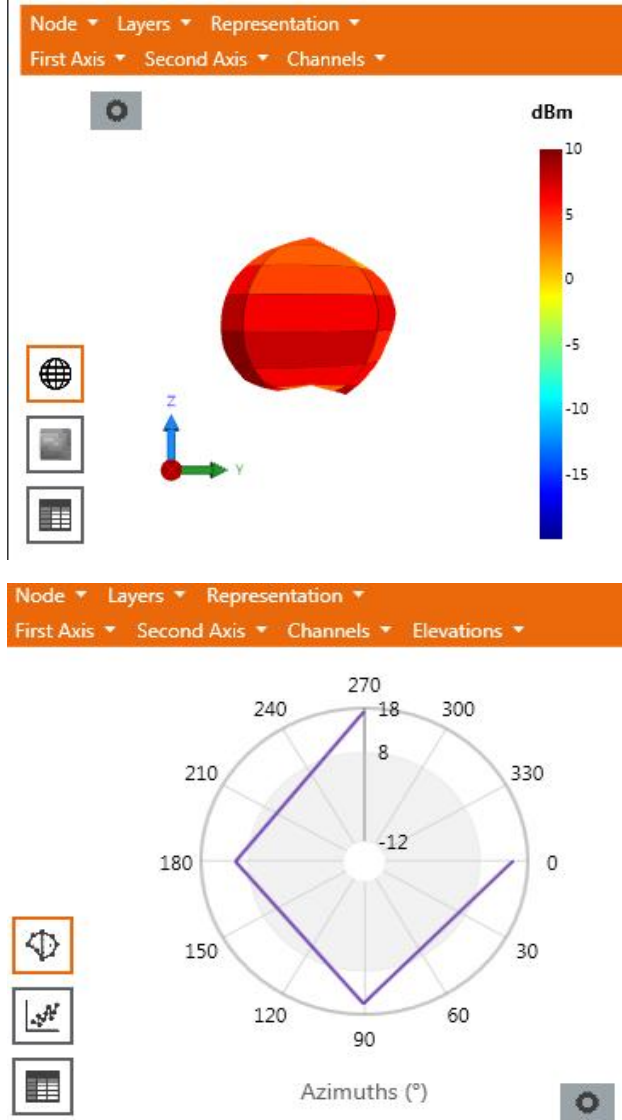 Node Layers Representation
First Axis Second Axis Channels
dBm
10
5
0
-5
-10
-15
Z
Y
Node Layers Representation
First Axis Second Axis Channels Elevations
270
240 18 300
8
210 330
-12
180 0
150 30
120 60
90
Azimuths (°)